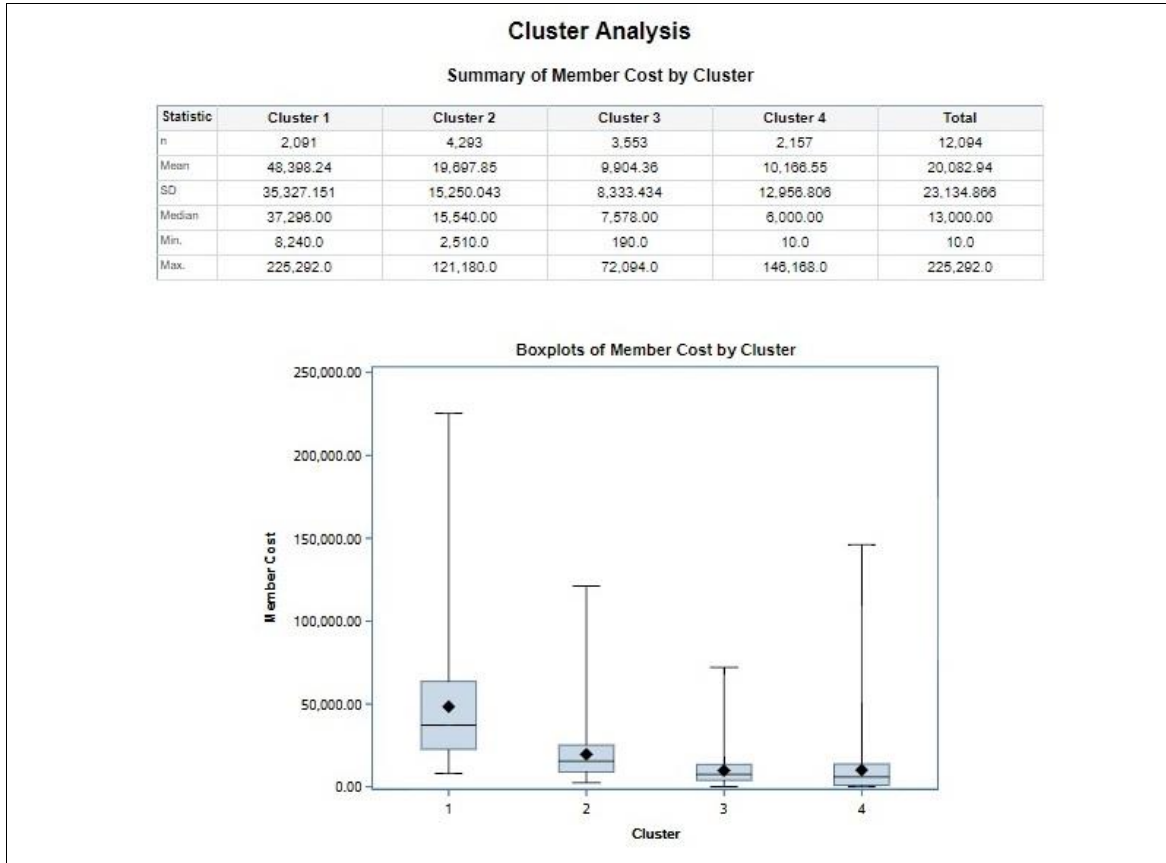 Cluster Analysis
Summary of Member Cost by Cluster
Statistic Cluster 1 Cluster 2 Cluster 3 Cluster 4 Total
n 2,091 4,293 3,553 2,157 12,094
Mean 48,398.24 19,697.85 9,904.36 10,166.55 20,082.94
SD 35,327.151 15,250.043 8,333.434 12,956.806 23,134.866
Median 37,296.00 15,540.00 7,578.00 6,000.00 13,000.00
Min. 8,240.0 2,510.0 190.0 10.0 10.0
Max. 225,292.0 121,180.0 72,094.0 146,168.0 225,292.0
Boxplots of Member Cost by Cluster
250,000.00
200,000.00
150,000.00
100,000.00
50,000.00
0.00
Member Cost
1 2 3 4
Cluster